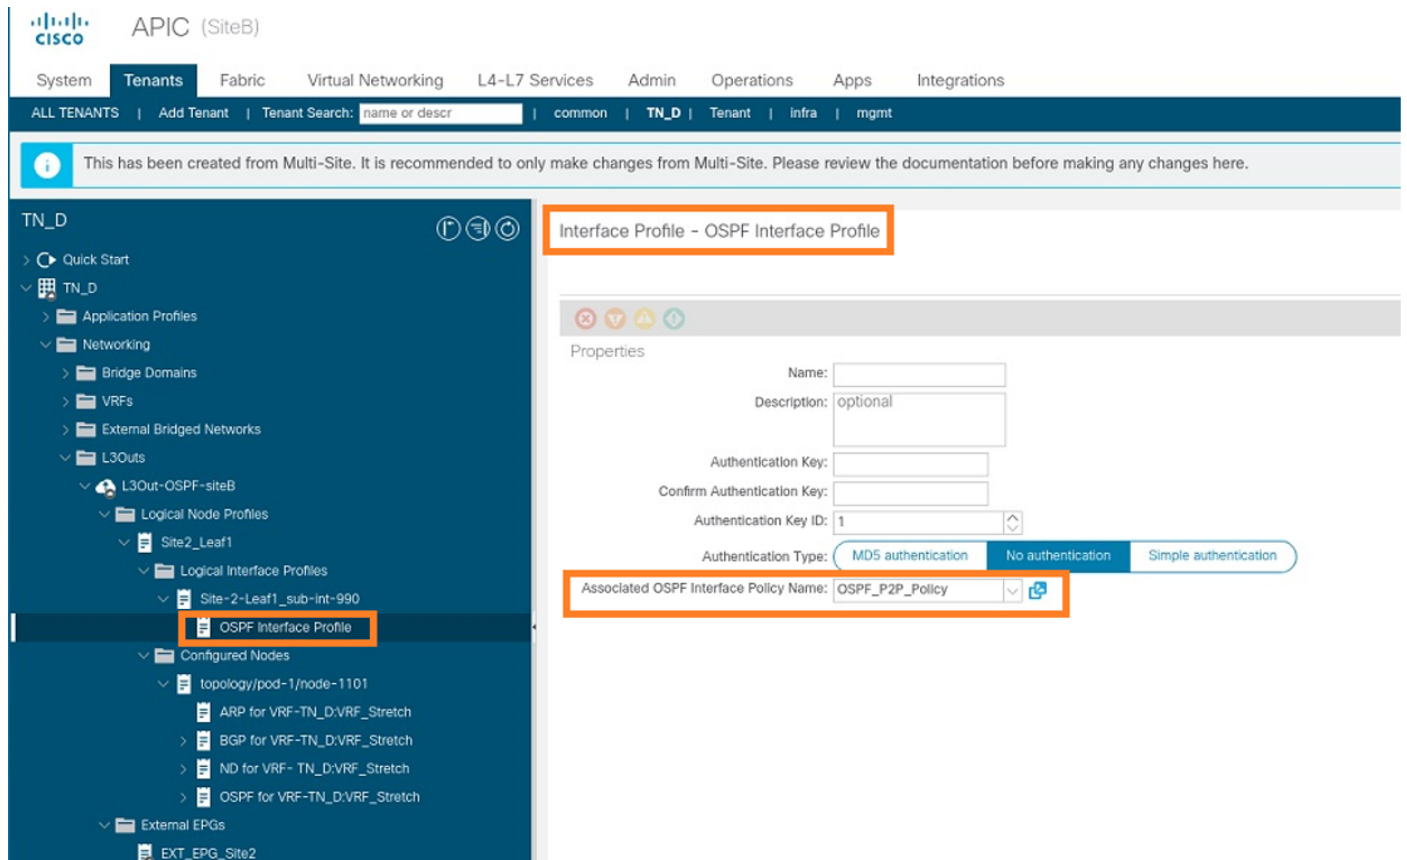 CISCO
APIC (SiteB)
System Tenants Fabric Virtual Networking L4-L7 Services Admin Operations Apps Integrations
ALL TENANTS | Add Tenant | Tenant Search: name or descr | common | TN_D | Tenant | infra | mgmt
This has been created from Multi-Site. It is recommended to only make changes from Multi-Site. Please review the documentation before making any changes here.
TN_D
Quick Start
TN_D
Application Profiles
Networking
Bridge Domains
VRFs
External Bridged Networks
L3Outs
L3Out-OSPF-siteB
Logical Node Profiles
Site2_Leaf1
Logical Interface Profiles
Site-2-Leaf1_sub-int-990
OSPF Interface Profile
Configured Nodes
topology/pod-1/node-1101
ARP for VRF-TN_D:VRF_Stretch
BGP for VRF-TN_D:VRF_Stretch
ND for VRF- TN_D:VRF_Stretch
OSPF for VRF-TN_D:VRF_Stretch
External EPGs
EXT_EPG_Site2
Interface Profile - OSPF Interface Profile
Properties
Name:
Description: optional
Authentication Key:
Confirm Authentication Key:
Authentication Key ID: 1
Authentication Type: MD5 authentication No authentication Simple authentication
Associated OSPF Interface Policy Name: OSPF_P2P_Policy